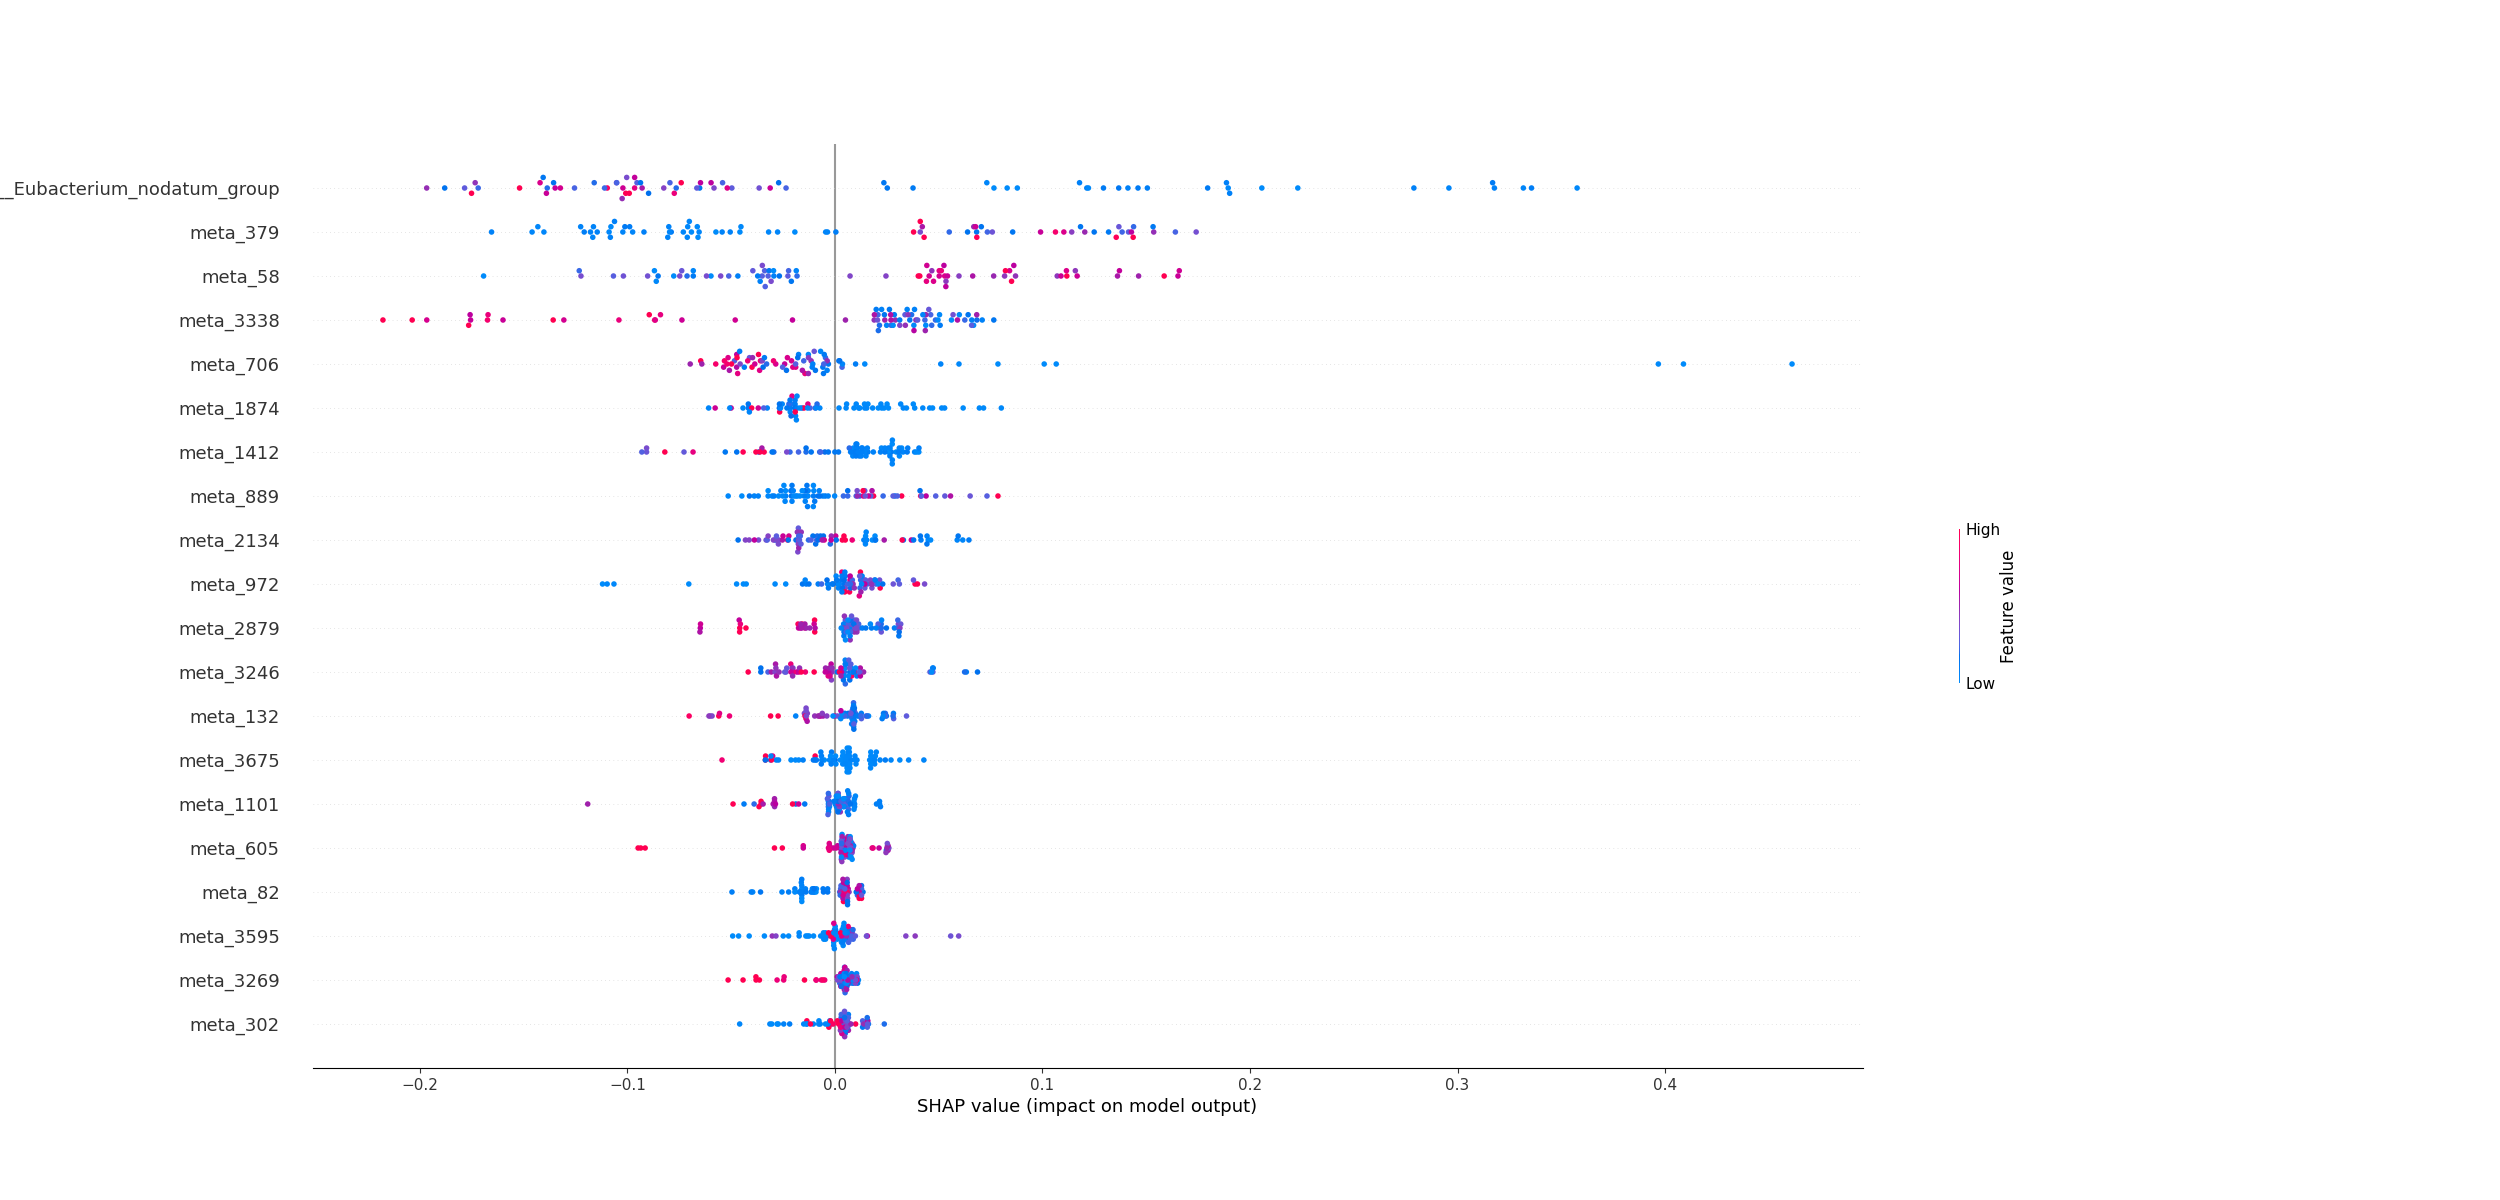 __Eubacterium_nodatum_group
meta_379
meta_58
meta_3338
meta_706
meta_1874
meta_1412
meta_889
meta_2134
meta_972
meta_2879
meta_3246
meta_132
meta_3675
meta_1101
meta_605
meta_82
meta_3595
meta_3269
meta_302
−0.2 −0.1 0.0 0.1 0.2 0.3 0.4
SHAP value (impact on model output)
High
Feature value
Low